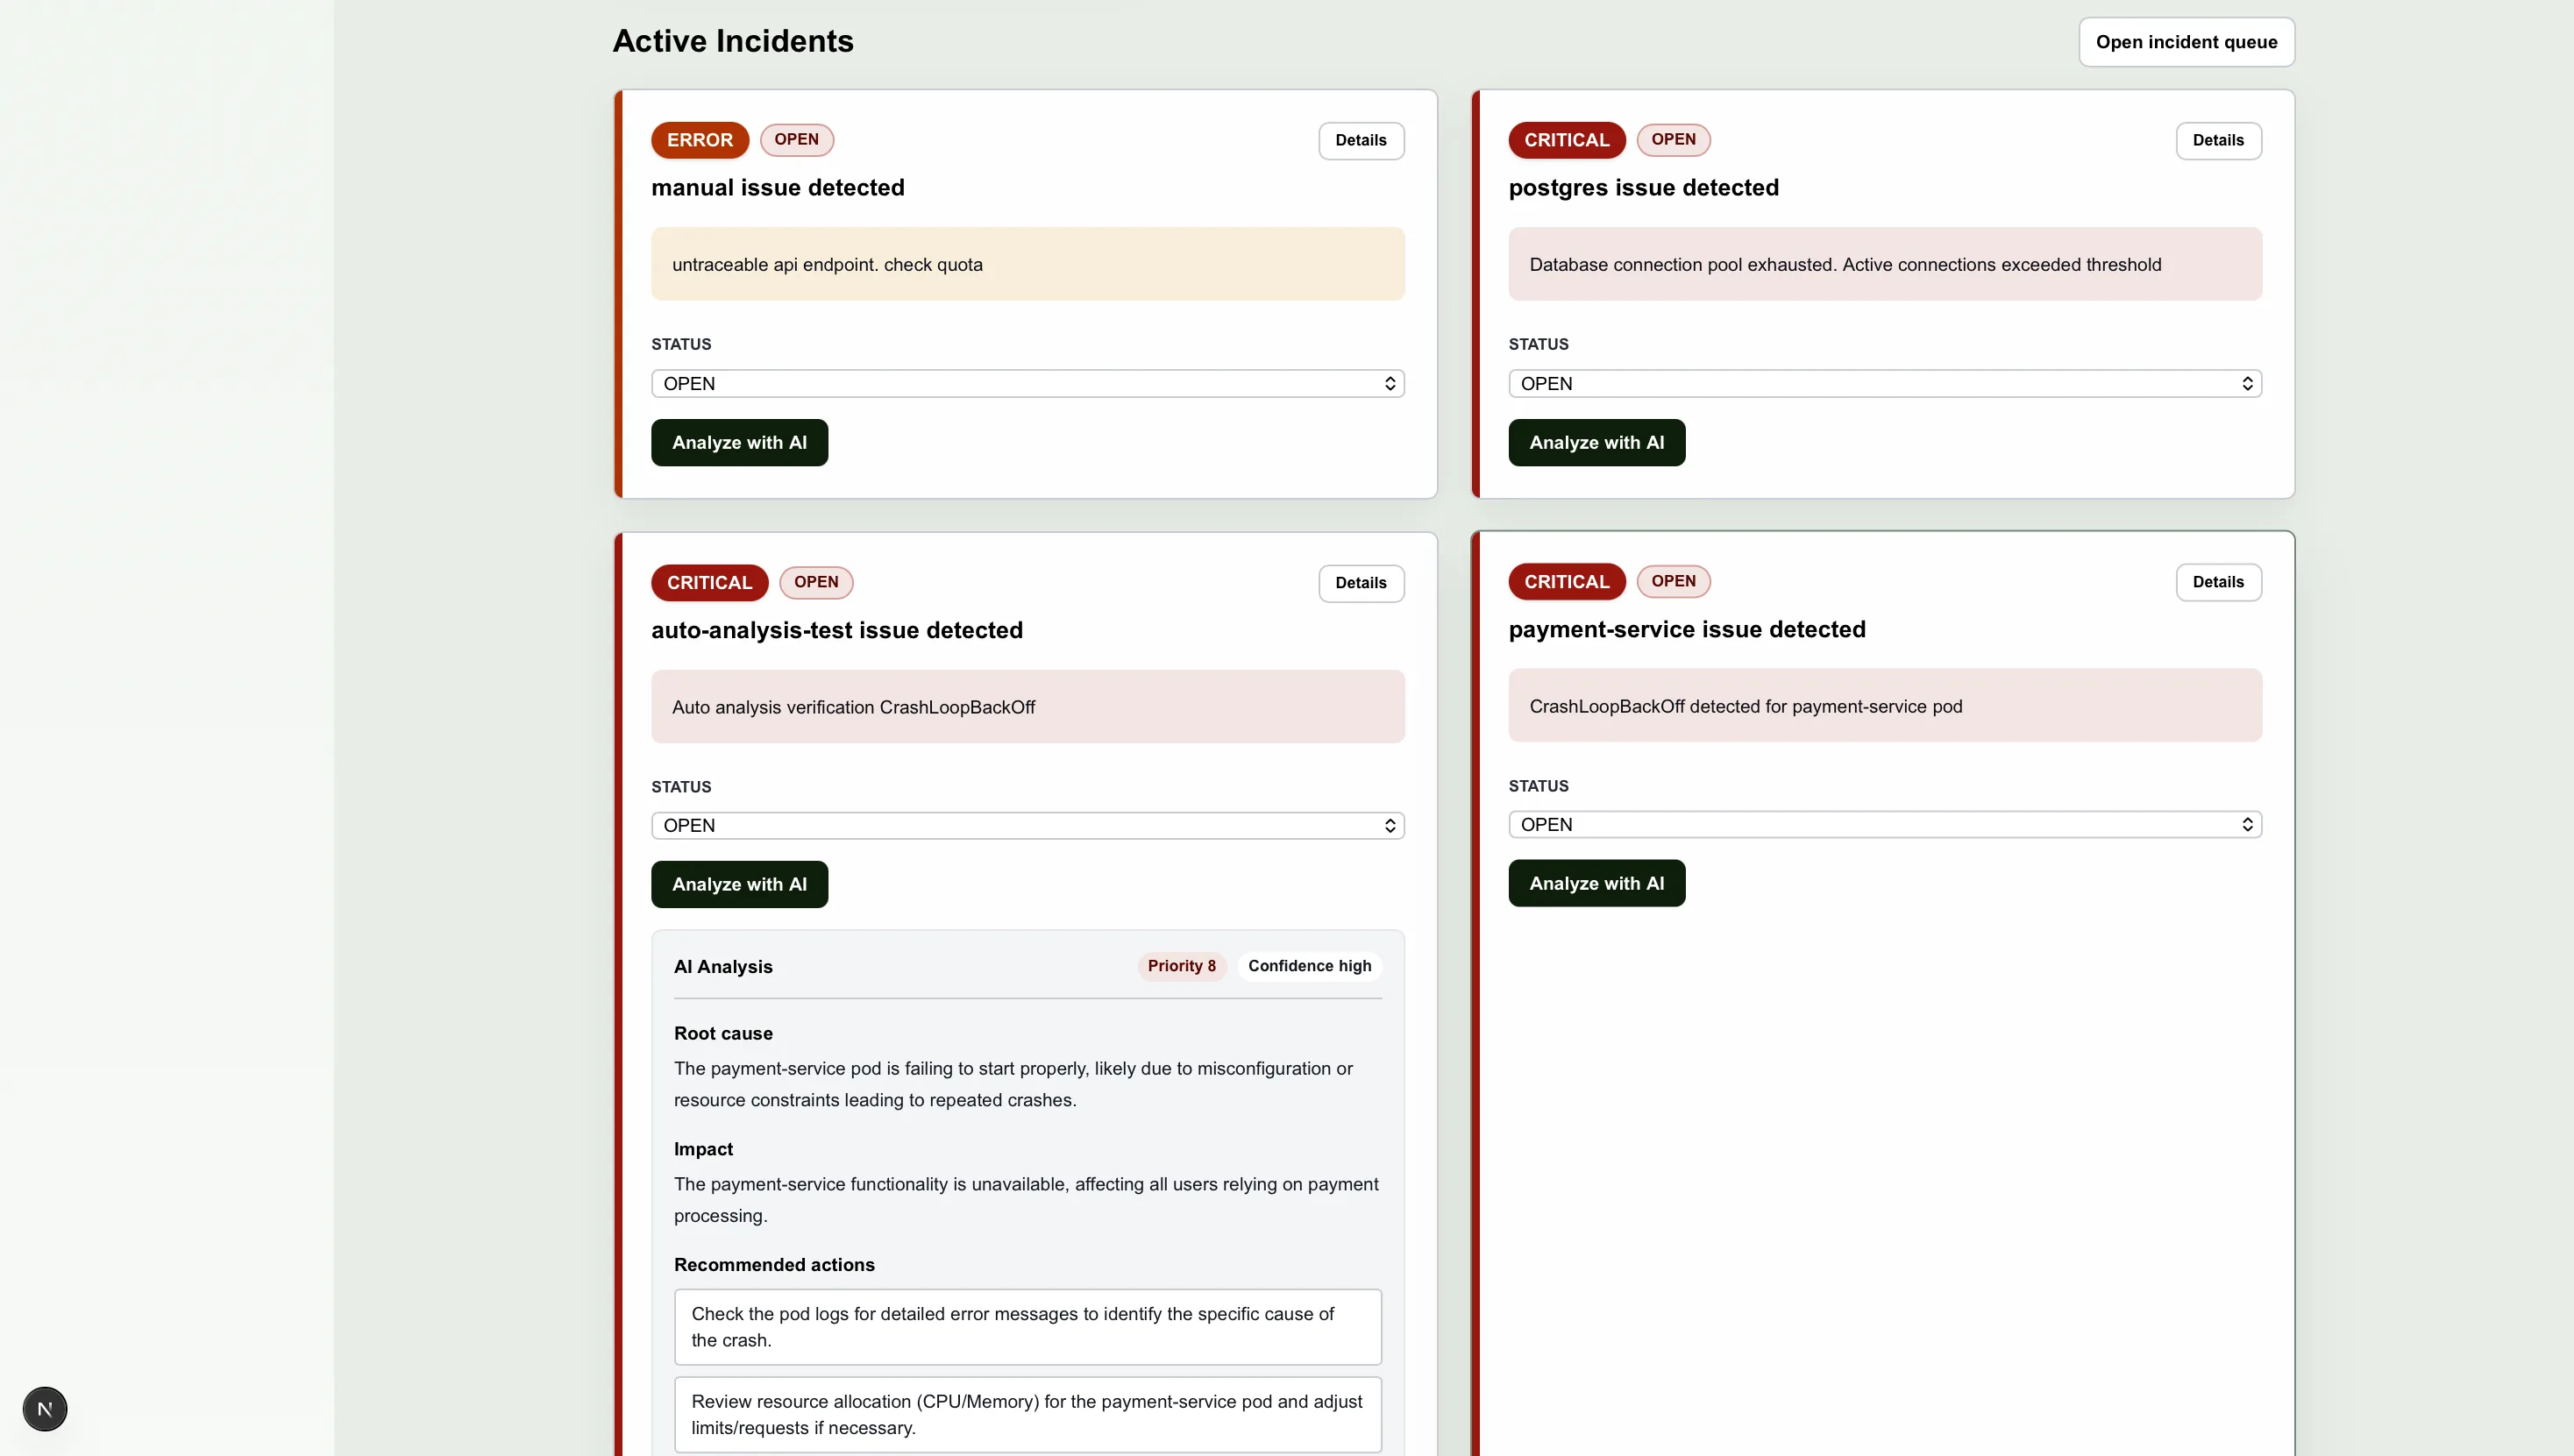 Active Incidents
Open incident queue
ERROR
OPEN
Details
manual issue detected
untraceable api endpoint. check quota
STATUS
OPEN
Analyze with AI
CRITICAL
OPEN
Details
postgres issue detected
Database connection pool exhausted. Active connections exceeded threshold
STATUS
OPEN
Analyze with AI
CRITICAL
OPEN
Details
auto-analysis-test issue detected
Auto analysis verification CrashLoopBackOff
STATUS
OPEN
Analyze with AI
AI Analysis
Priority 8
Confidence high
Root cause
The payment-service pod is failing to start properly, likely due to misconfiguration or
resource constraints leading to repeated crashes.
Impact
The payment-service functionality is unavailable, affecting all users relying on payment
processing.
Recommended actions
Check the pod logs for detailed error messages to identify the specific cause of
the crash.
Review resource allocation (CPU/Memory) for the payment-service pod and adjust
limits/requests if necessary.
CRITICAL
OPEN
Details
payment-service issue detected
CrashLoopBackOff detected for payment-service pod
STATUS
OPEN
Analyze with AI
N